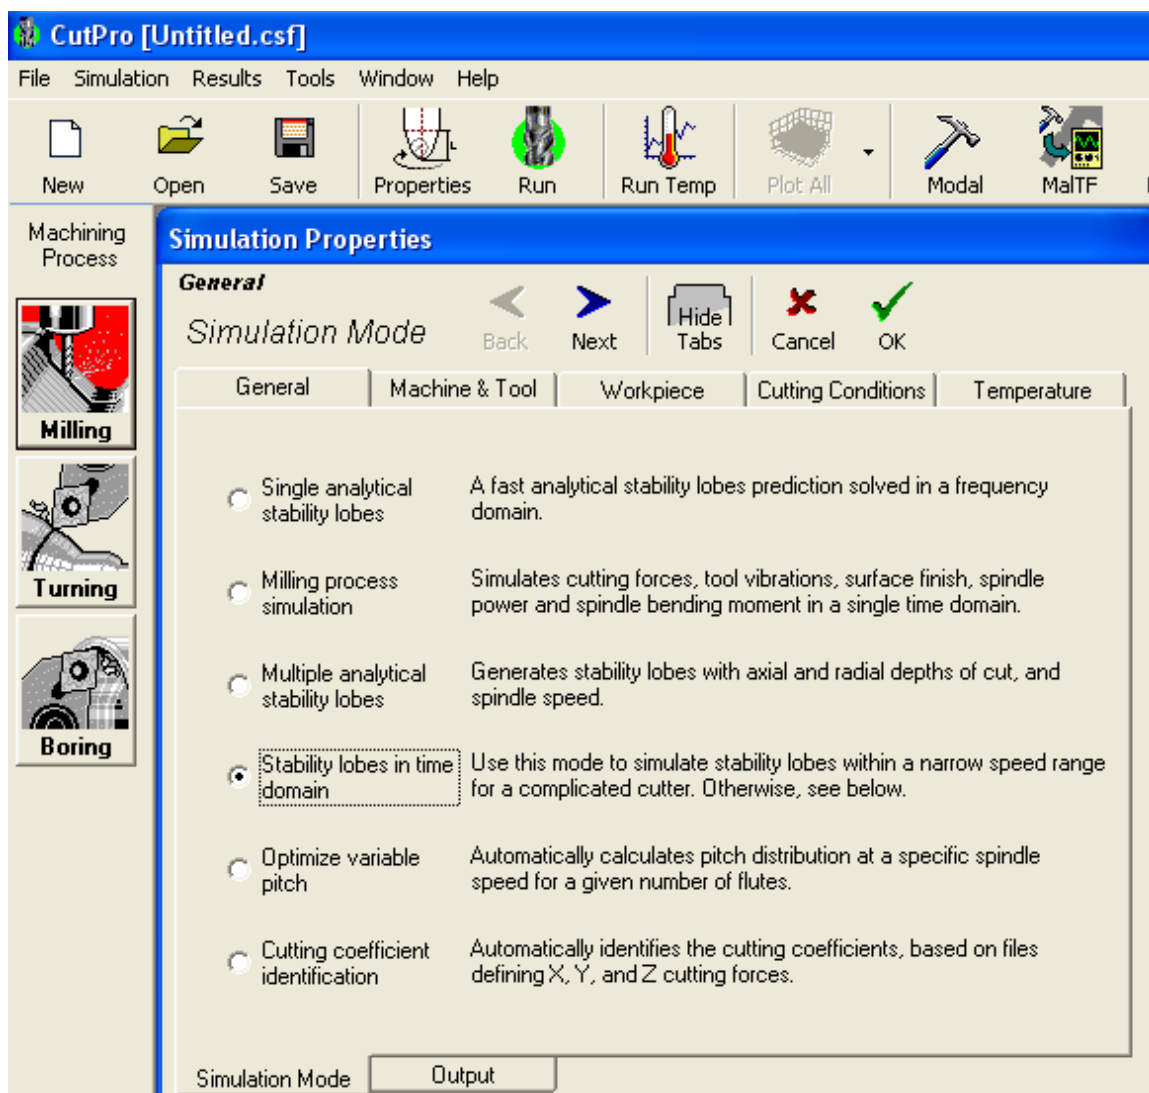 CutPro [Untitled.csf]
File Simulation Results Tools Window Help
New Open Save Properties Run Run Temp Plot All Modal MalTF
Machining
Process
Milling
Turning
Boring
Simulation Properties
General
Simulation Mode
Back Next Hide
Tabs Cancel OK
General Machine & Tool Workpiece Cutting Conditions Temperature
Single analytical
stability lobes
A fast analytical stability lobes prediction solved in a frequency
domain.
Milling process
simulation
Simulates cutting forces, tool vibrations, surface finish, spindle
power and spindle bending moment in a single time domain.
Multiple analytical
stability lobes
Generates stability lobes with axial and radial depths of cut, and
spindle speed.
Stability lobes in time
domain
Use this mode to simulate stability lobes within a narrow speed range
for a complicated cutter. Otherwise, see below.
Optimize variable
pitch
Automatically calculates pitch distribution at a specific spindle
speed for a given number of flutes.
Cutting coefficient
identification
Automatically identifies the cutting coefficients, based on files
defining X, Y, and Z cutting forces.
Simulation Mode Output